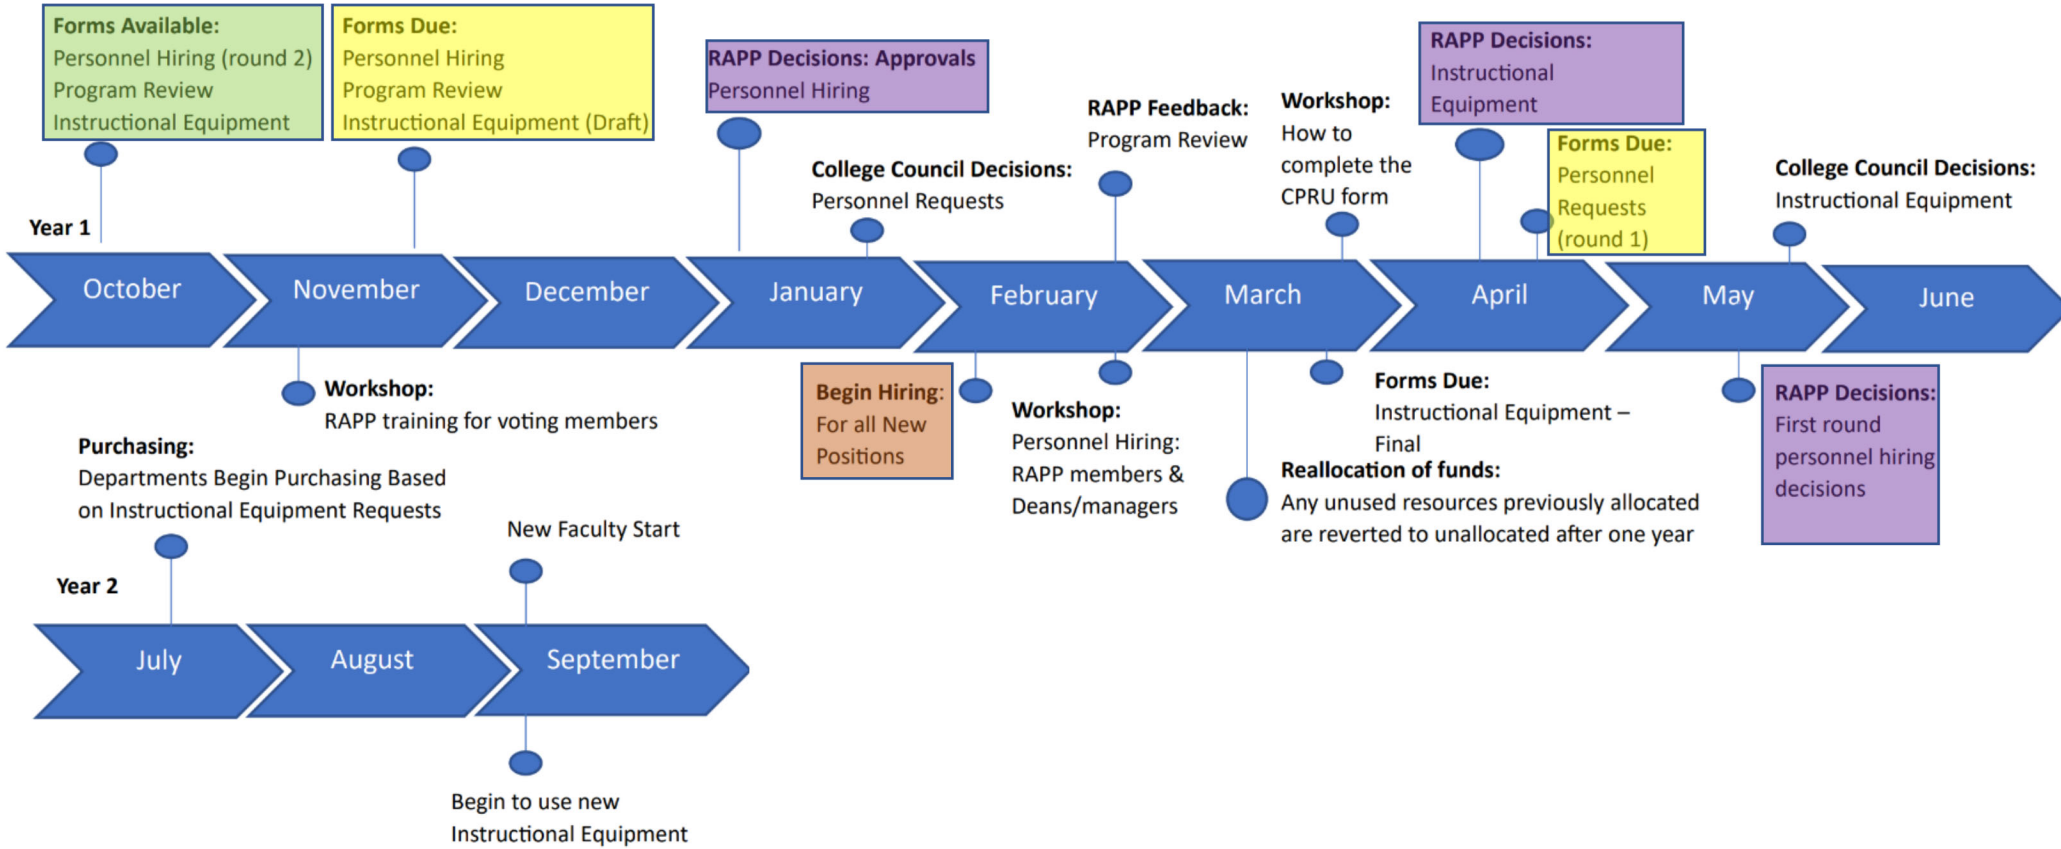 Forms Available:
Personnel Hiring (round 2)
Program Review
Instructional Equipment
Forms Due:
Personnel Hiring
Program Review
Instructional Equipment (Draft)
RAPP Decisions: Approvals
Personnel Hiring
College Council Decisions:
Personnel Requests
RAPP Feedback:
Program Review
Workshop:
How to
complete the
CPRU form
RAPP Decisions:
Instructional
Equipment
Forms Due:
Personnel
Requests
(round 1)
College Council Decisions:
Instructional Equipment
Year 1
October
November
December
January
February
March
April
May
June
Workshop:
RAPP training for voting members
Begin Hiring:
For all New
Positions
Workshop:
Personnel Hiring:
RAPP members &
Deans/managers
Forms Due:
Instructional Equipment –
Final
Reallocation of funds:
Any unused resources previously allocated
are reverted to unallocated after one year
RAPP Decisions:
First round
personnel hiring
decisions
Purchasing:
Departments Begin Purchasing Based
on Instructional Equipment Requests
New Faculty Start
Year 2
July
August
September
Begin to use new
Instructional Equipment